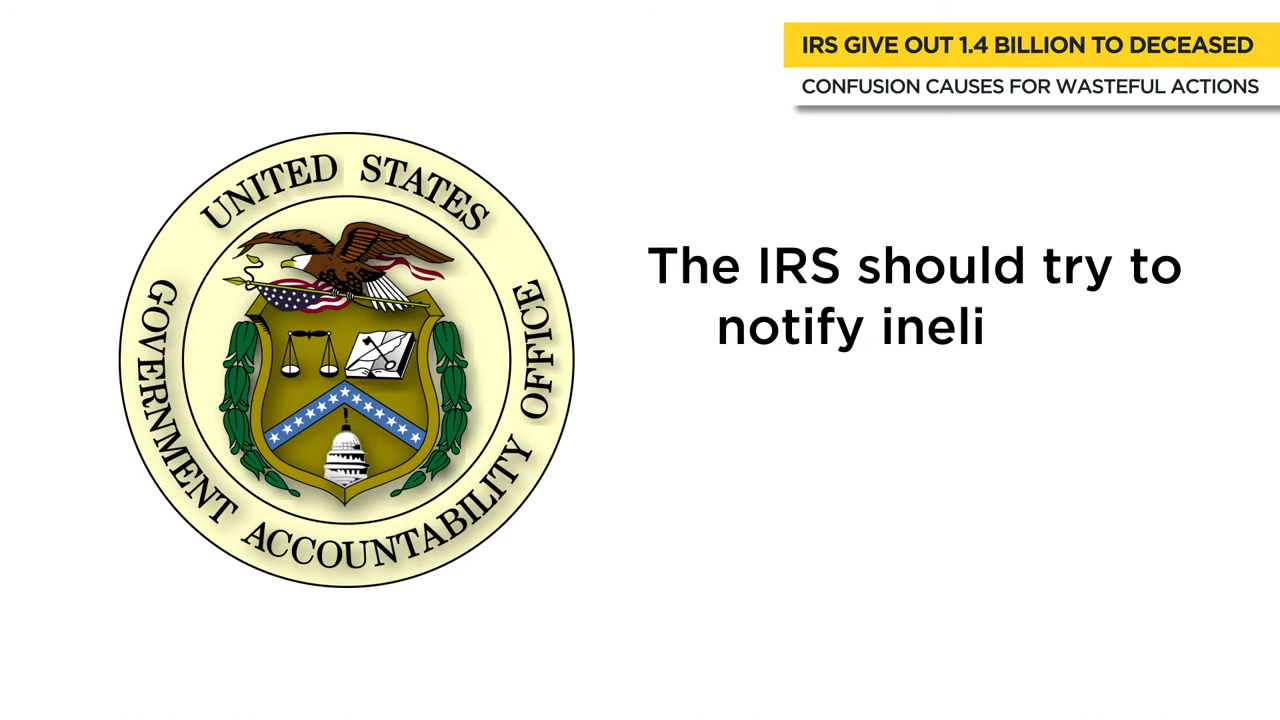 IRS GIVE OUT 1.4 BILLION TO DECEASED
CONFUSION CAUSES FOR WASTEFUL ACTIONS
UNITED STATES
GOVERNMENT ACCOUNTABILITY OFFICE
The IRS should try to
notify ineli